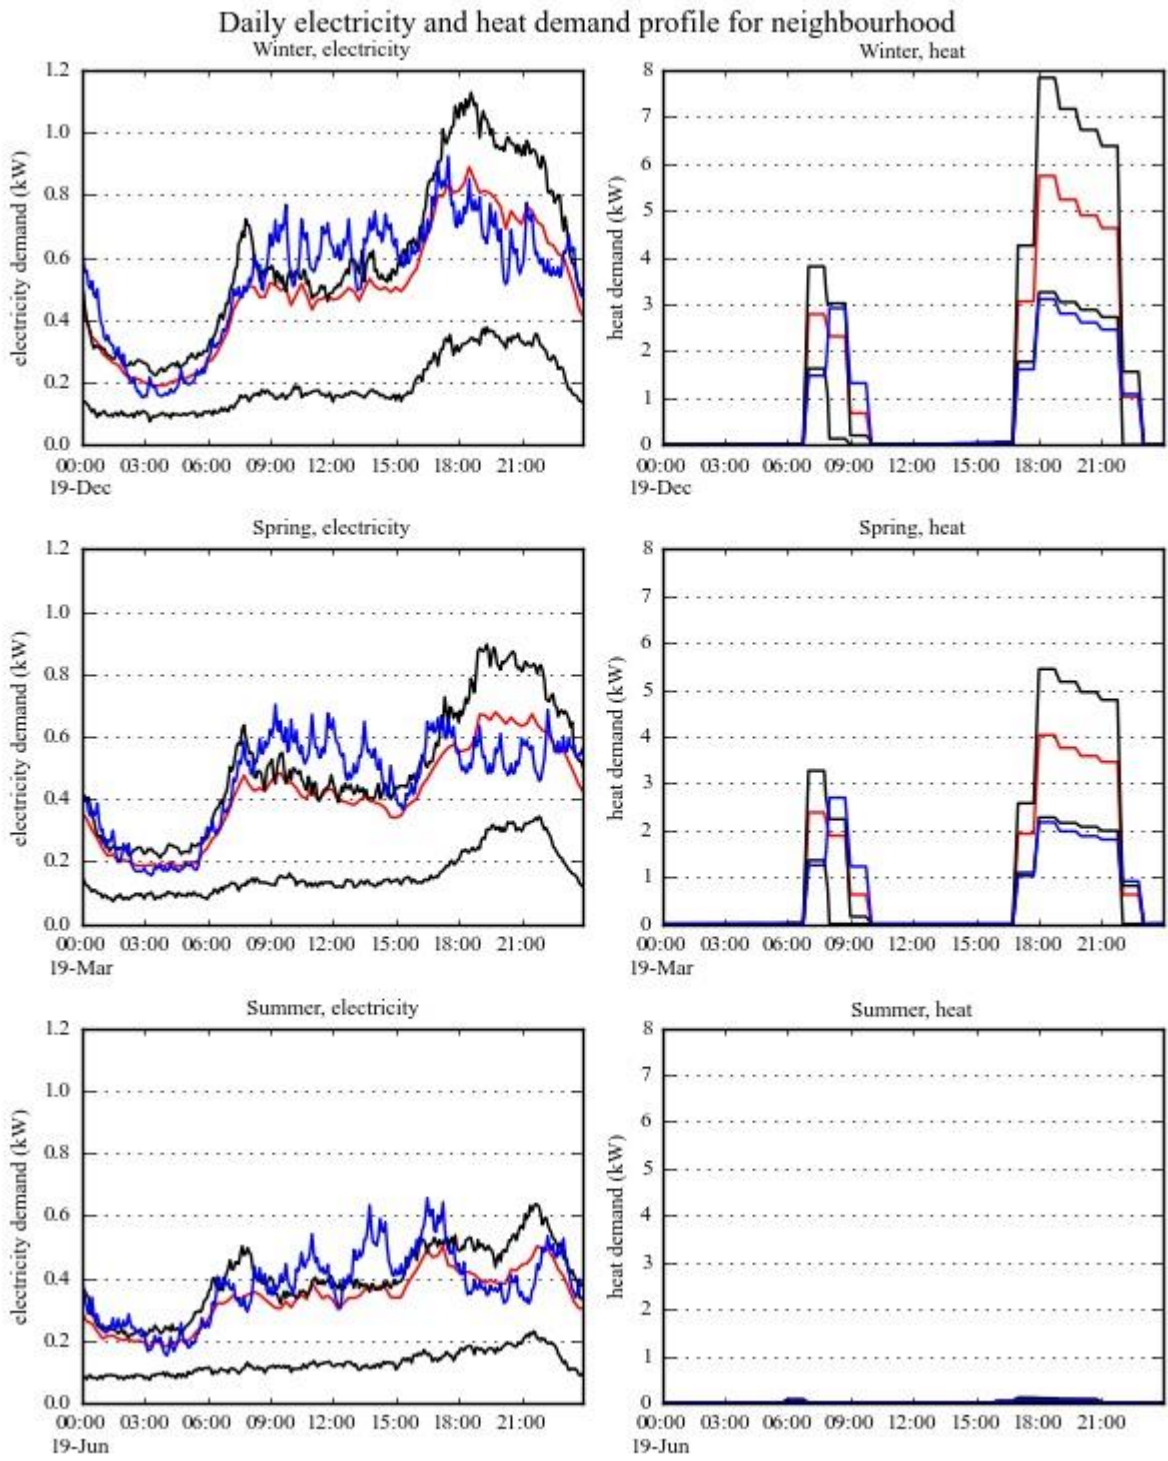 Daily electricity and heat demand profile for neighbourhood
Winter, electricity
electricity demand (kW)
1.2
1.0
0.8
0.6
0.4
0.2
0.0
00:00 03:00 06:00 09:00 12:00 15:00 18:00 21:00
19-Dec
Winter, heat
heat demand (kW)
8
7
6
5
4
3
2
1
0
00:00 03:00 06:00 09:00 12:00 15:00 18:00 21:00
19-Dec
Spring, electricity
electricity demand (kW)
1.2
1.0
0.8
0.6
0.4
0.2
0.0
00:00 03:00 06:00 09:00 12:00 15:00 18:00 21:00
19-Mar
Spring, heat
heat demand (kW)
8
7
6
5
4
3
2
1
0
00:00 03:00 06:00 09:00 12:00 15:00 18:00 21:00
19-Mar
Summer, electricity
electricity demand (kW)
1.2
1.0
0.8
0.6
0.4
0.2
0.0
00:00 03:00 06:00 09:00 12:00 15:00 18:00 21:00
19-Jun
Summer, heat
heat demand (kW)
8
7
6
5
4
3
2
1
0
00:00 03:00 06:00 09:00 12:00 15:00 18:00 21:00
19-Jun